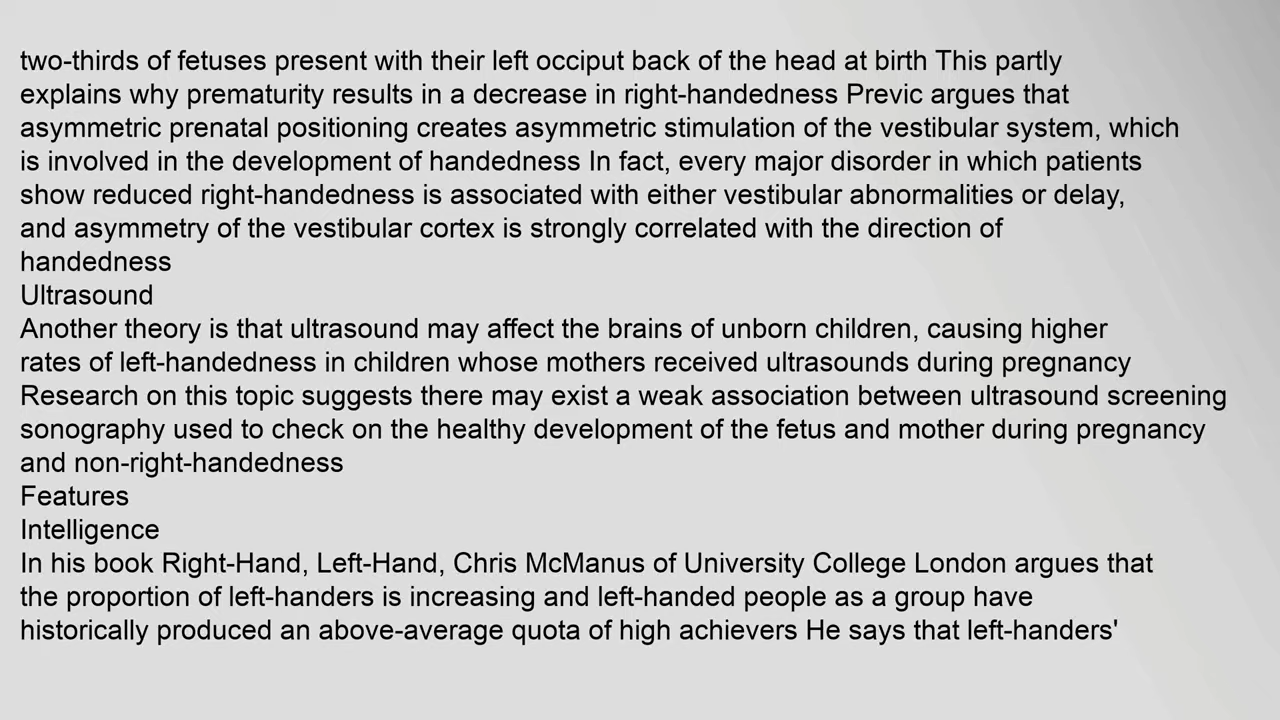 two-thirds of fetuses present with their left occiput back of the head at birth This partly
explains why prematurity results in a decrease in right-handedness Previc argues that
asymmetric prenatal positioning creates asymmetric stimulation of the vestibular system, which
is involved in the development of handedness In fact, every major disorder in which patients
show reduced right-handedness is associated with either vestibular abnormalities or delay,
and asymmetry of the vestibular cortex is strongly correlated with the direction of
handedness
Ultrasound
Another theory is that ultrasound may affect the brains of unborn children, causing higher
rates of left-handedness in children whose mothers received ultrasounds during pregnancy
Research on this topic suggests there may exist a weak association between ultrasound screening
sonography used to check on the healthy development of the fetus and mother during pregnancy
and non-right-handedness
Features
Intelligence
In his book Right-Hand, Left-Hand, Chris McManus of University College London argues that
the proportion of left-handers is increasing and left-handed people as a group have
historically produced an above-average quota of high achievers He says that left-handers'